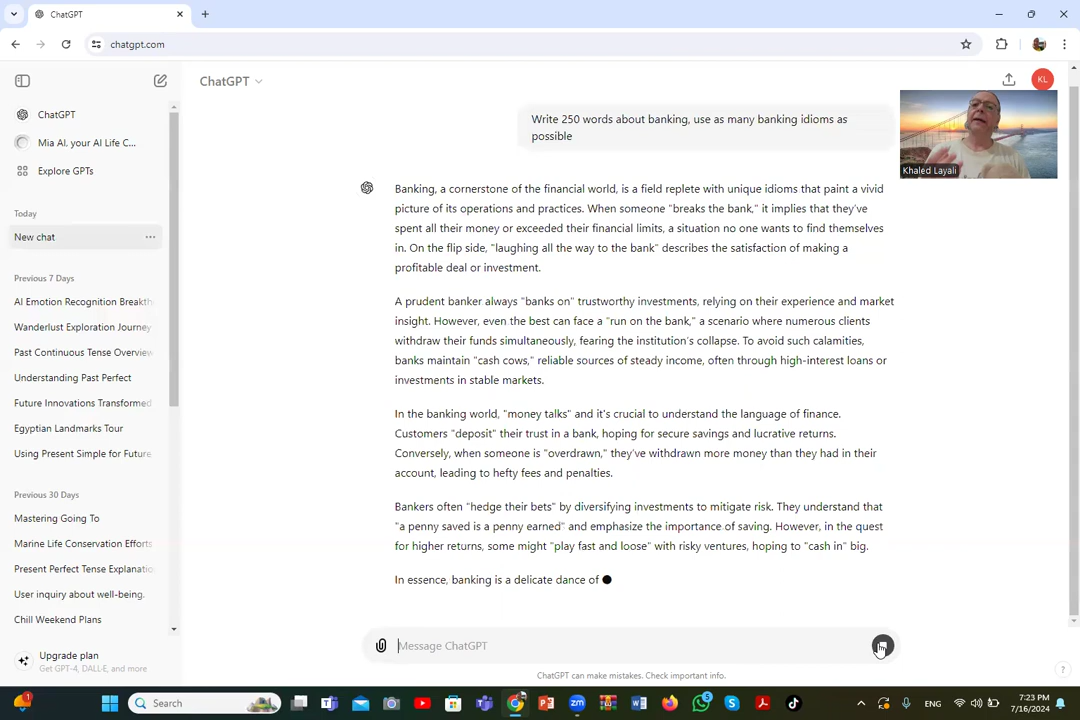 ChatGPT
chatgpt.com
ChatGPT
ChatGPT
KL
Mia AI, your AI Life C...
Explore GPTs
Today
New chat
Previous 7 Days
AI Emotion Recognition Breakth
Wanderlust Exploration Journey
Past Continuous Tense Overview
Understanding Past Perfect
Future Innovations Transformed
Egyptian Landmarks Tour
Using Present Simple for Future
Previous 30 Days
Mastering Going To
Marine Life Conservation Efforts
Present Perfect Tense Explanatio
User inquiry about well-being.
Chill Weekend Plans
Upgrade plan
Get GPT-4, DALL·E, and more
Write 250 words about banking, use as many banking idioms as
possible
Khaled Layali
Banking, a cornerstone of the financial world, is a field replete with unique idioms that paint a vivid
picture of its operations and practices. When someone "breaks the bank," it implies that they've
spent all their money or exceeded their financial limits, a situation no one wants to find themselves
in. On the flip side, "laughing all the way to the bank" describes the satisfaction of making a
profitable deal or investment.
A prudent banker always "banks on" trustworthy investments, relying on their experience and market
insight. However, even the best can face a "run on the bank," a scenario where numerous clients
withdraw their funds simultaneously, fearing the institution's collapse. To avoid such calamities,
banks maintain "cash cows," reliable sources of steady income, often through high-interest loans or
investments in stable markets.
In the banking world, "money talks" and it's crucial to understand the language of finance.
Customers "deposit" their trust in a bank, hoping for secure savings and lucrative returns.
Conversely, when someone is "overdrawn," they've withdrawn more money than they had in their
account, leading to hefty fees and penalties.
Bankers often "hedge their bets" by diversifying investments to mitigate risk. They understand that
"a penny saved is a penny earned" and emphasize the importance of saving. However, in the quest
for higher returns, some might "play fast and loose" with risky ventures, hoping to "cash in" big.
In essence, banking is a delicate dance of
Message ChatGPT
ChatGPT can make mistakes. Check important info.
?
1
Search
5
ENG
7:23 PM
7/16/2024